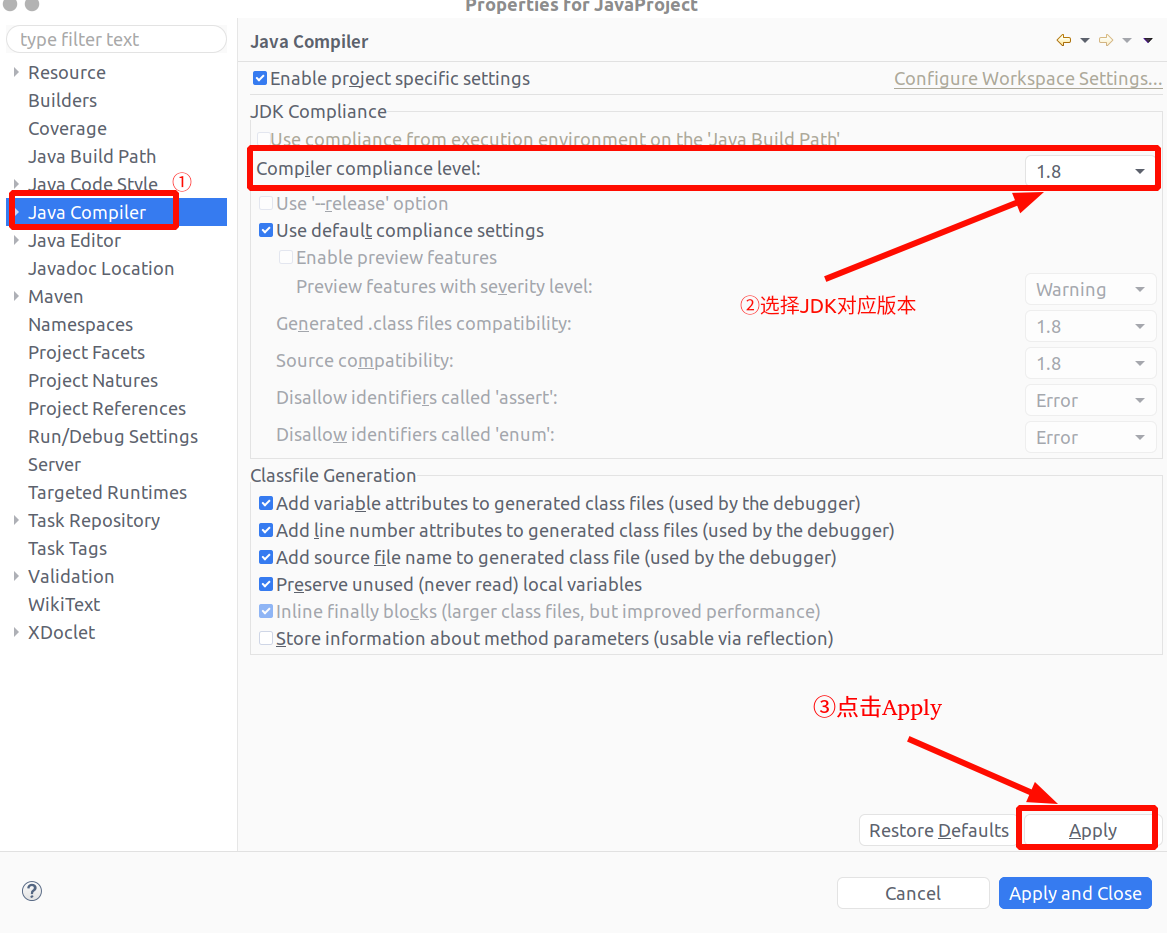 Properties for JavaProject
type filter text
Resource
Builders
Coverage
Java Build Path
Java Code Style ①
Java Compiler
Java Editor
Javadoc Location
Maven
Namespaces
Project Facets
Project Natures
Project References
Run/Debug Settings
Server
Targeted Runtimes
Task Repository
Task Tags
Validation
WikiText
XDoclet
Java Compiler
Enable project specific settings Configure Workspace Settings...
JDK Compliance
Use compliance from execution environment on the 'Java Build Path'
Compiler compliance level: 1.8
Use '--release' option
Use default compliance settings
Enable preview features
Preview features with severity level: Warning
②选择JDK对应版本
Generated .class files compatibility: 1.8
Source compatibility: 1.8
Disallow identifiers called 'assert': Error
Disallow identifiers called 'enum': Error
Classfile Generation
Add variable attributes to generated class files (used by the debugger)
Add line number attributes to generated class files (used by the debugger)
Add source file name to generated class file (used by the debugger)
Preserve unused (never read) local variables
Inline finally blocks (larger class files, but improved performance)
Store information about method parameters (usable via reflection)
③点击Apply
Restore Defaults Apply
? Cancel Apply and Close